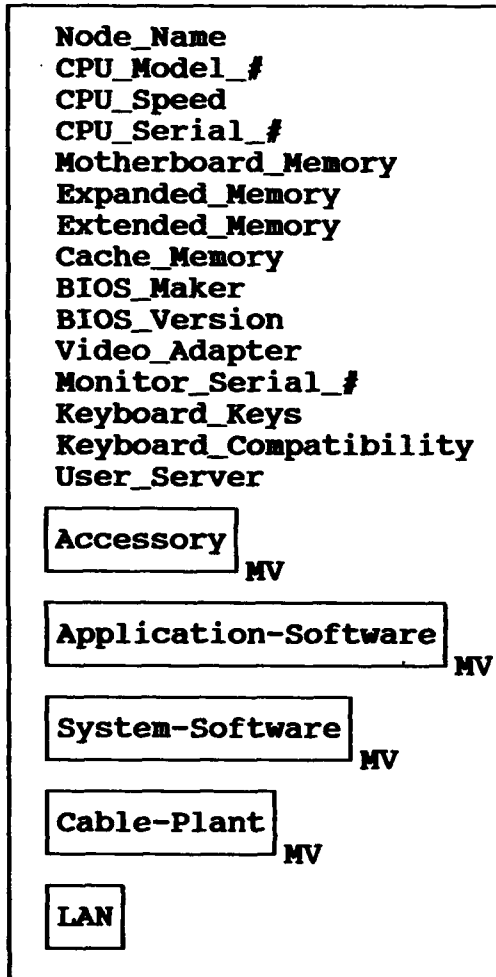 Node_Name
CPU_Model_#
CPU_Speed
CPU_Serial_#
Motherboard_Memory
Expanded_Memory
Extended_Memory
Cache_Memory
BIOS_Maker
BIOS_Version
Video_Adapter
Monitor_Serial_#
Keyboard_Keys
Keyboard_Compatibility
User_Server
Accessory
MV
Application-Software
MV
System-Software
MV
Cable-Plant
MV
LAN